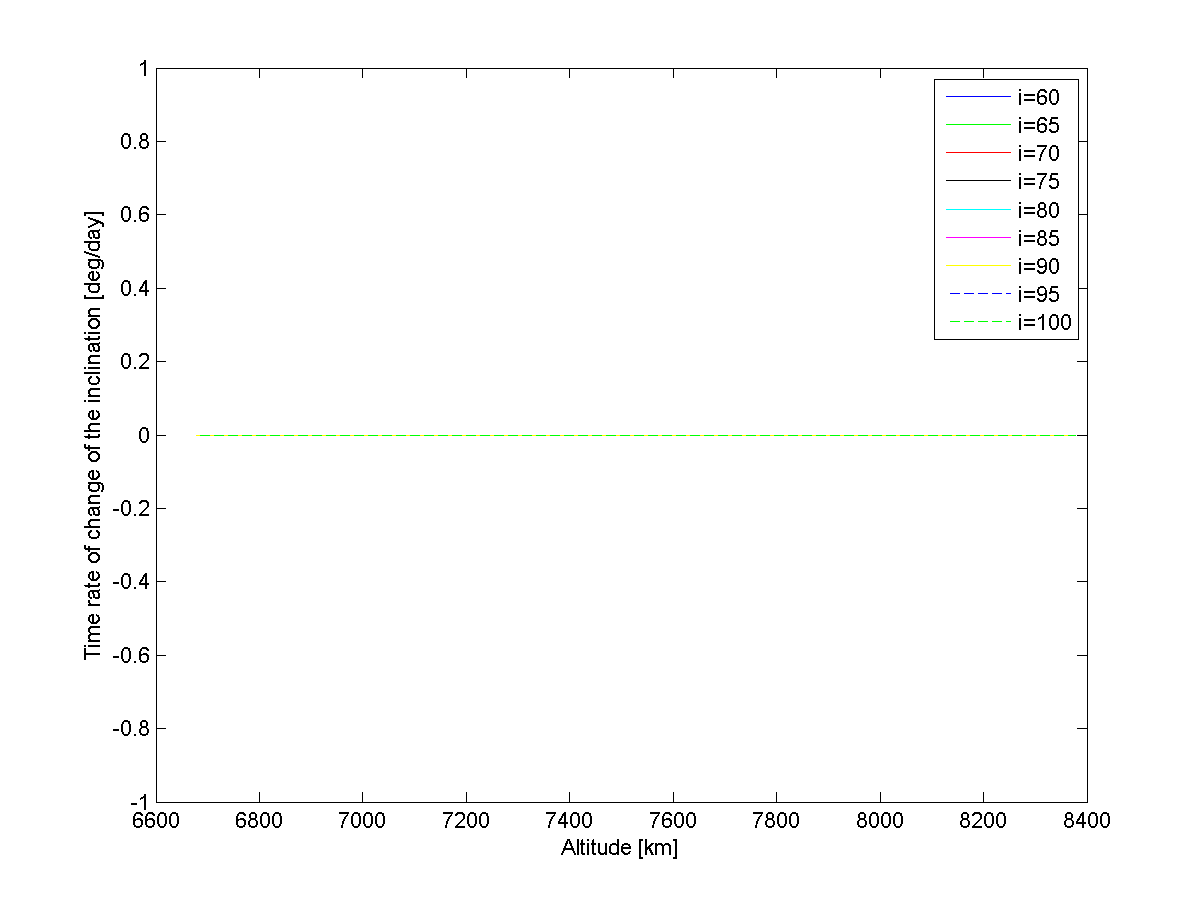 1
0.8
0.6
0.4
0.2
0
-0.2
-0.4
-0.6
-0.8
-1
Time rate of change of the inclination [deg/day]
i=60
i=65
i=70
i=75
i=80
i=85
i=90
i=95
i=100
6600 6800 7000 7200 7400 7600 7800 8000 8200 8400
Altitude [km]